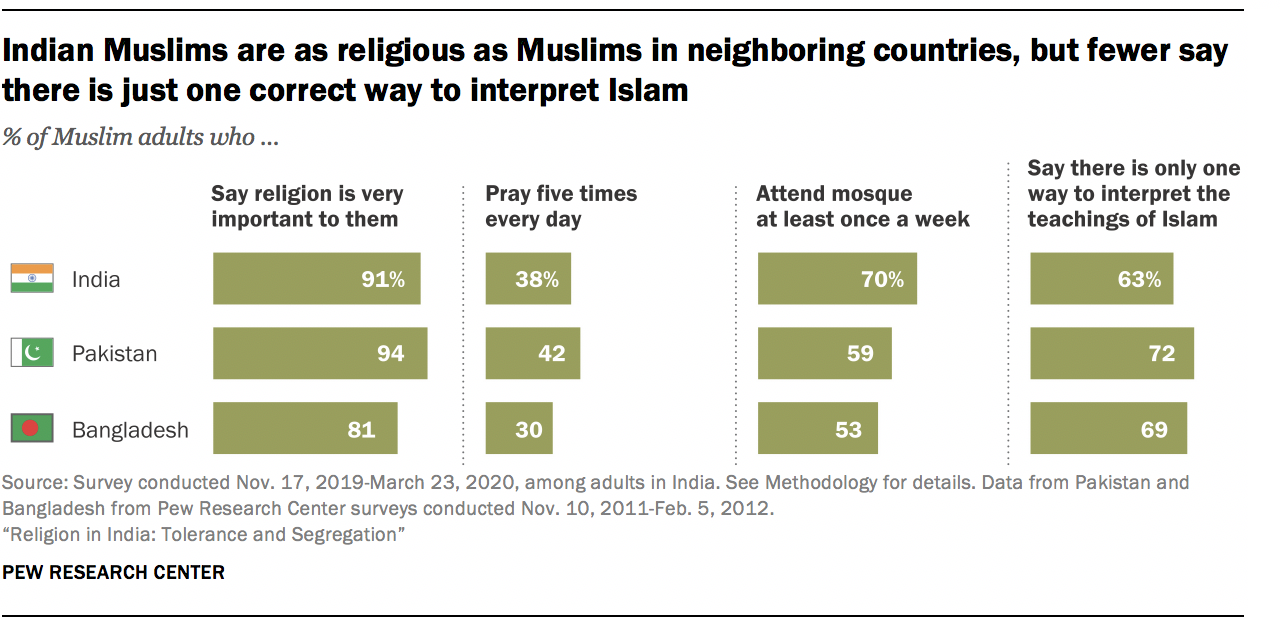 Indian Muslims are as religious as Muslims in neighboring countries, but fewer say
there is just one correct way to interpret Islam
% of Muslim adults who ...
Say religion is very
important to them
Pray five times
every day
Attend mosque
at least once a week
Say there is only one
way to interpret the
teachings of Islam
India 91% 38% 70% 63%
Pakistan 94 42 59 72
Bangladesh 81 30 53 69
Source: Survey conducted Nov. 17, 2019-March 23, 2020, among adults in India. See Methodology for details. Data from Pakistan and
Bangladesh from Pew Research Center surveys conducted Nov. 10, 2011-Feb. 5, 2012.
“Religion in India: Tolerance and Segregation”
PEW RESEARCH CENTER